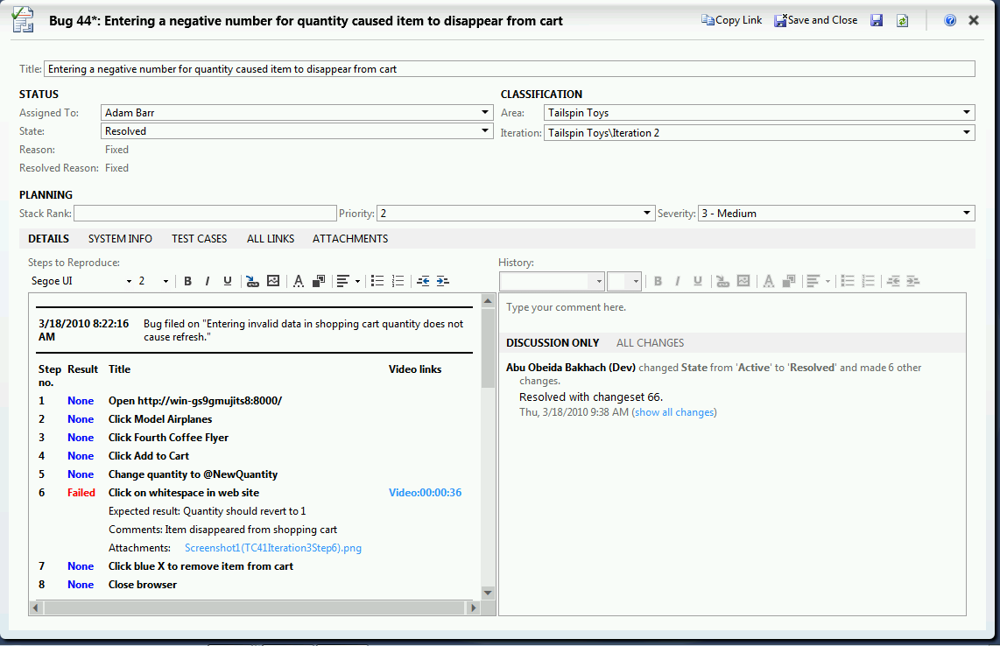 Bug 44*: Entering a negative number for quantity caused item to disappear from cart
Copy Link
Save and Close
Title: Entering a negative number for quantity caused item to disappear from cart
STATUS
Assigned To: Adam Barr
State: Resolved
Reason: Fixed
Resolved Reason: Fixed
CLASSIFICATION
Area: Tailspin Toys
Iteration: Tailspin Toys\Iteration 2
PLANNING
Stack Rank: Priority: 2 Severity: 3 - Medium
DETAILS SYSTEM INFO TEST CASES ALL LINKS ATTACHMENTS
Steps to Reproduce:
Segoe UI 2 B I U A
3/18/2010 8:22:16 Bug filed on "Entering invalid data in shopping cart quantity does not
AM cause refresh."
Step Result Title Video links
no.
1 None Open http://win-gs9gmujits8:8000/
2 None Click Model Airplanes
3 None Click Fourth Coffee Flyer
4 None Click Add to Cart
5 None Change quantity to @NewQuantity
6 Failed Click on whitespace in web site Video:00:00:36
Expected result: Quantity should revert to 1
Comments: Item disappeared from shopping cart
Attachments: Screenshot1(TC41Iteration3Step6).png
7 None Click blue X to remove item from cart
8 None Close browser
History:
B I U A
Type your comment here.
DISCUSSION ONLY ALL CHANGES
Abu Obeida Bakhach (Dev) changed State from 'Active' to 'Resolved' and made 6 other
changes.
Resolved with changeset 66.
Thu, 3/18/2010 9:38 AM (show all changes)